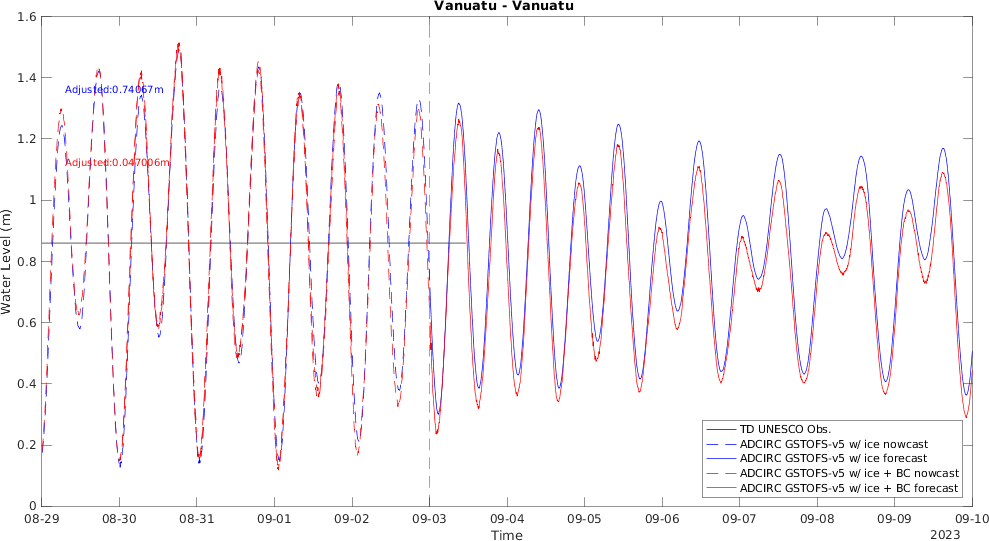 Vanuatu - Vanuatu
1.6
1.4
1.2
1
0.8
0.6
0.4
0.2
0
Water Level (m)
Adjusted:0.74067m
Adjusted:0.047006m
TD UNESCO Obs.
ADCIRC GSTOFS-v5 w/ ice nowcast
ADCIRC GSTOFS-v5 w/ ice forecast
ADCIRC GSTOFS-v5 w/ ice + BC nowcast
ADCIRC GSTOFS-v5 w/ ice + BC forecast
08-29 08-30 08-31 09-01 09-02 09-03 09-04 09-05 09-06 09-07 09-08 09-09 09-10
Time
2023